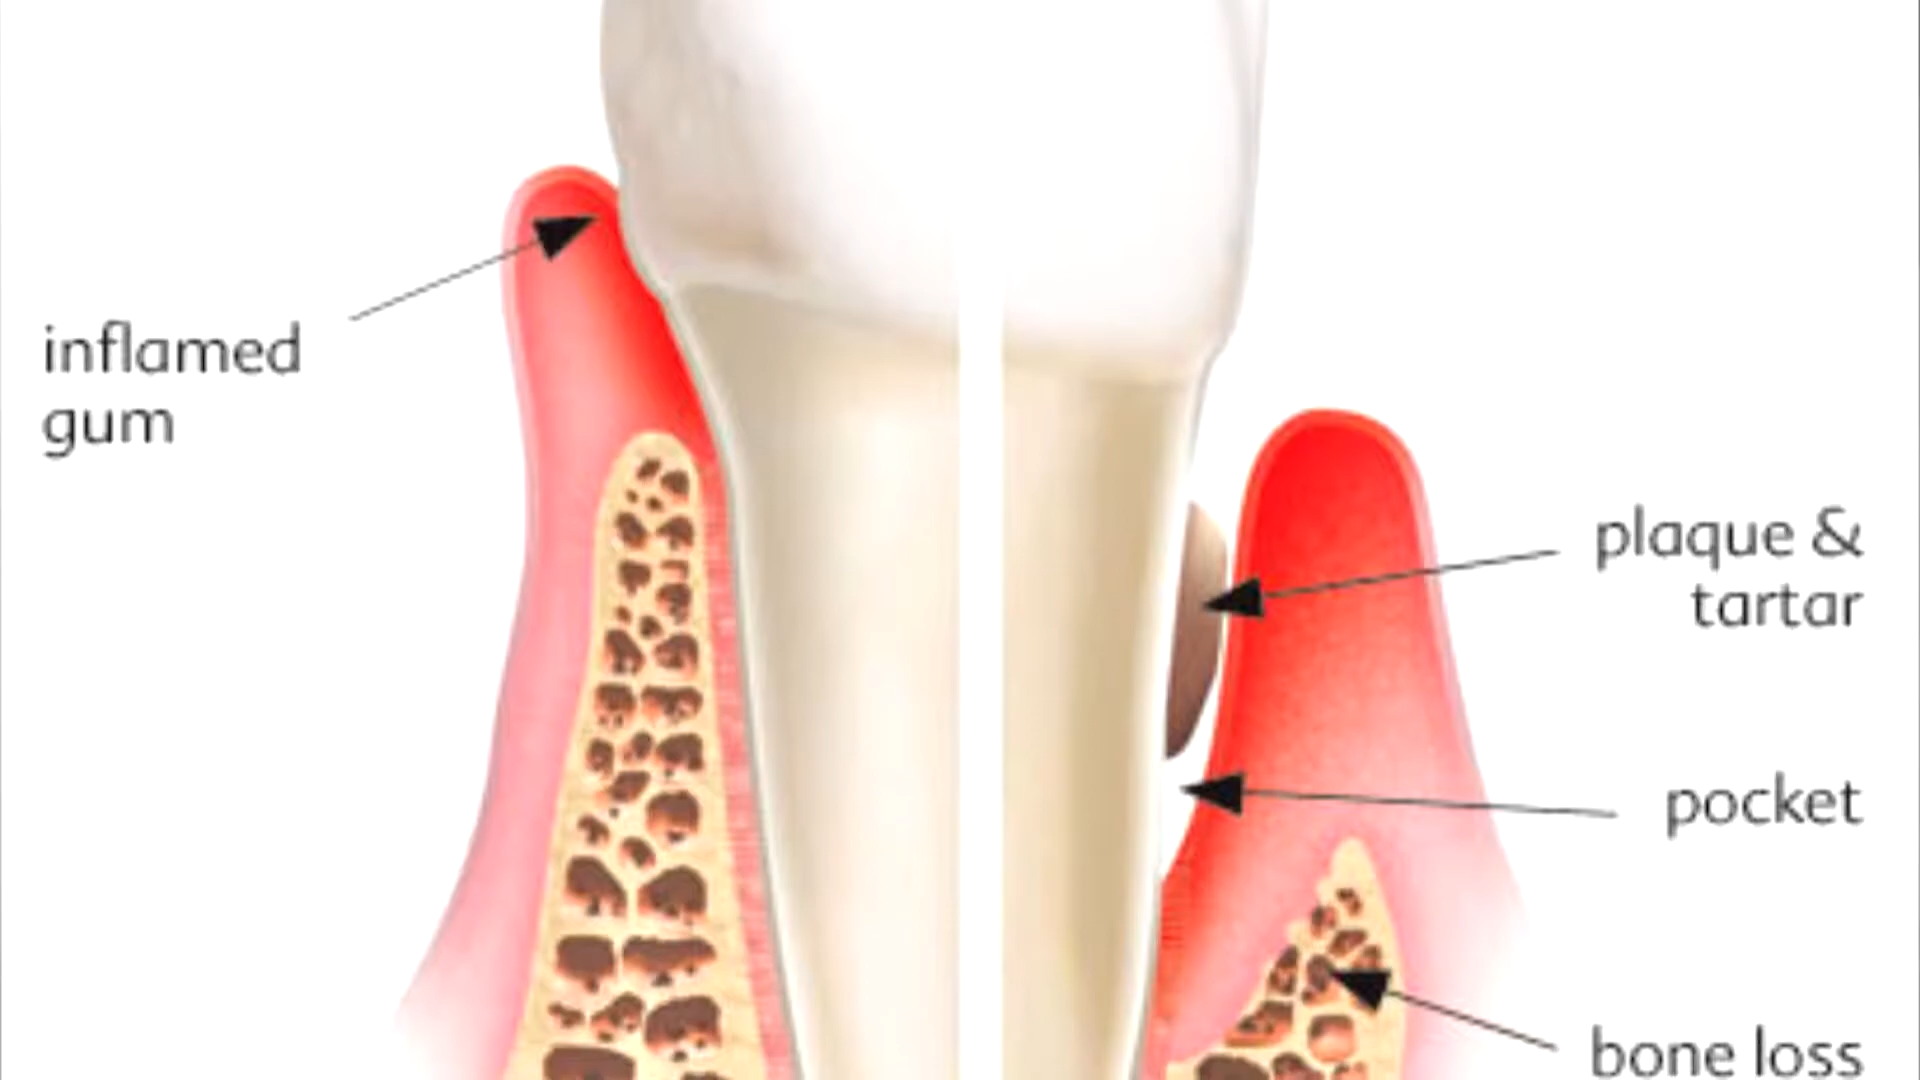 inflamed
gum
plaque &
tartar
pocket
bone loss